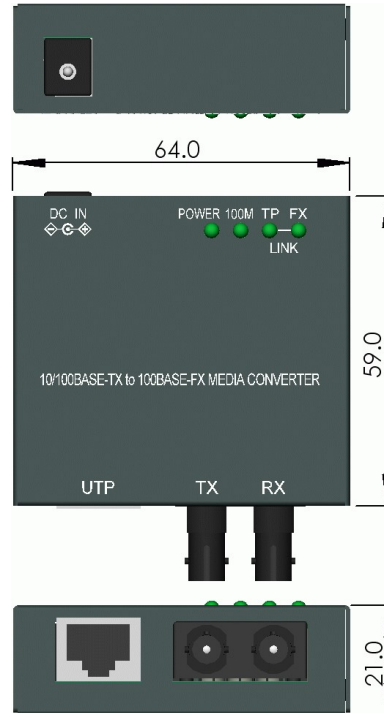 64.0
DC IN
POWER 100M TP FX
LINK
59.0
10/100BASE-TX to 100BASE-FX MEDIA CONVERTER
UTP TX RX
21.0